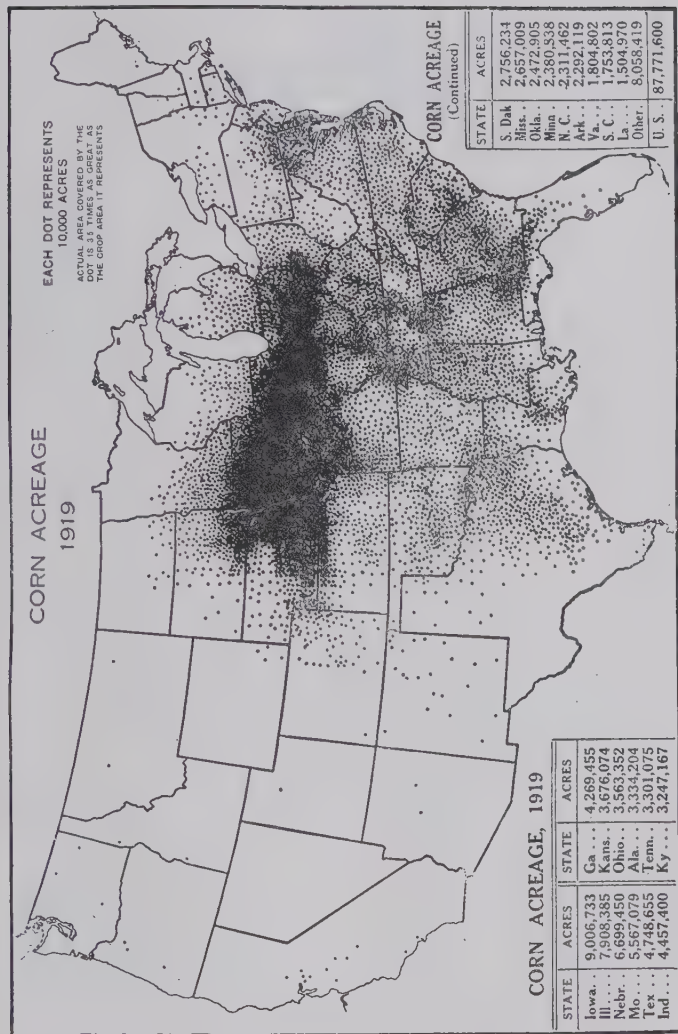 CORN ACREAGE
1919
EACH DOT REPRESENTS
10,000 ACRES
ACTUAL AREA COVERED BY THE
DOT IS 35 TIMES AS GREAT AS
THE CROP AREA IT REPRESENTS
CORN ACREAGE, 1919
STATE ACRES STATE ACRES
Iowa.. 9,006,733 Ga .... 4,269,455
Ill..... 7,908,385 Kans... 3,676,074
Nebr.. 6,699,450 Ohio... 3,563,352
Mo ... 5,567,079 Ala.... 3,334,204
Tex .. 4,748,655 Tenn.. 3,301,075
Ind ... 4,457,400 Ky .... 3,247,167
CORN ACREAGE
(Continued)
STATE ACRES
S. Dak 2,756,234
Miss.. 2,657,009
Okla.. 2,472,905
Minn.. 2,380,838
N. C.. 2,311,462
Ark... 2,292,119
Va.... 1,804,802
S. C... 1,753,813
La.... 1,504,970
Other. 8,058,419
U. S.. 87,771,600